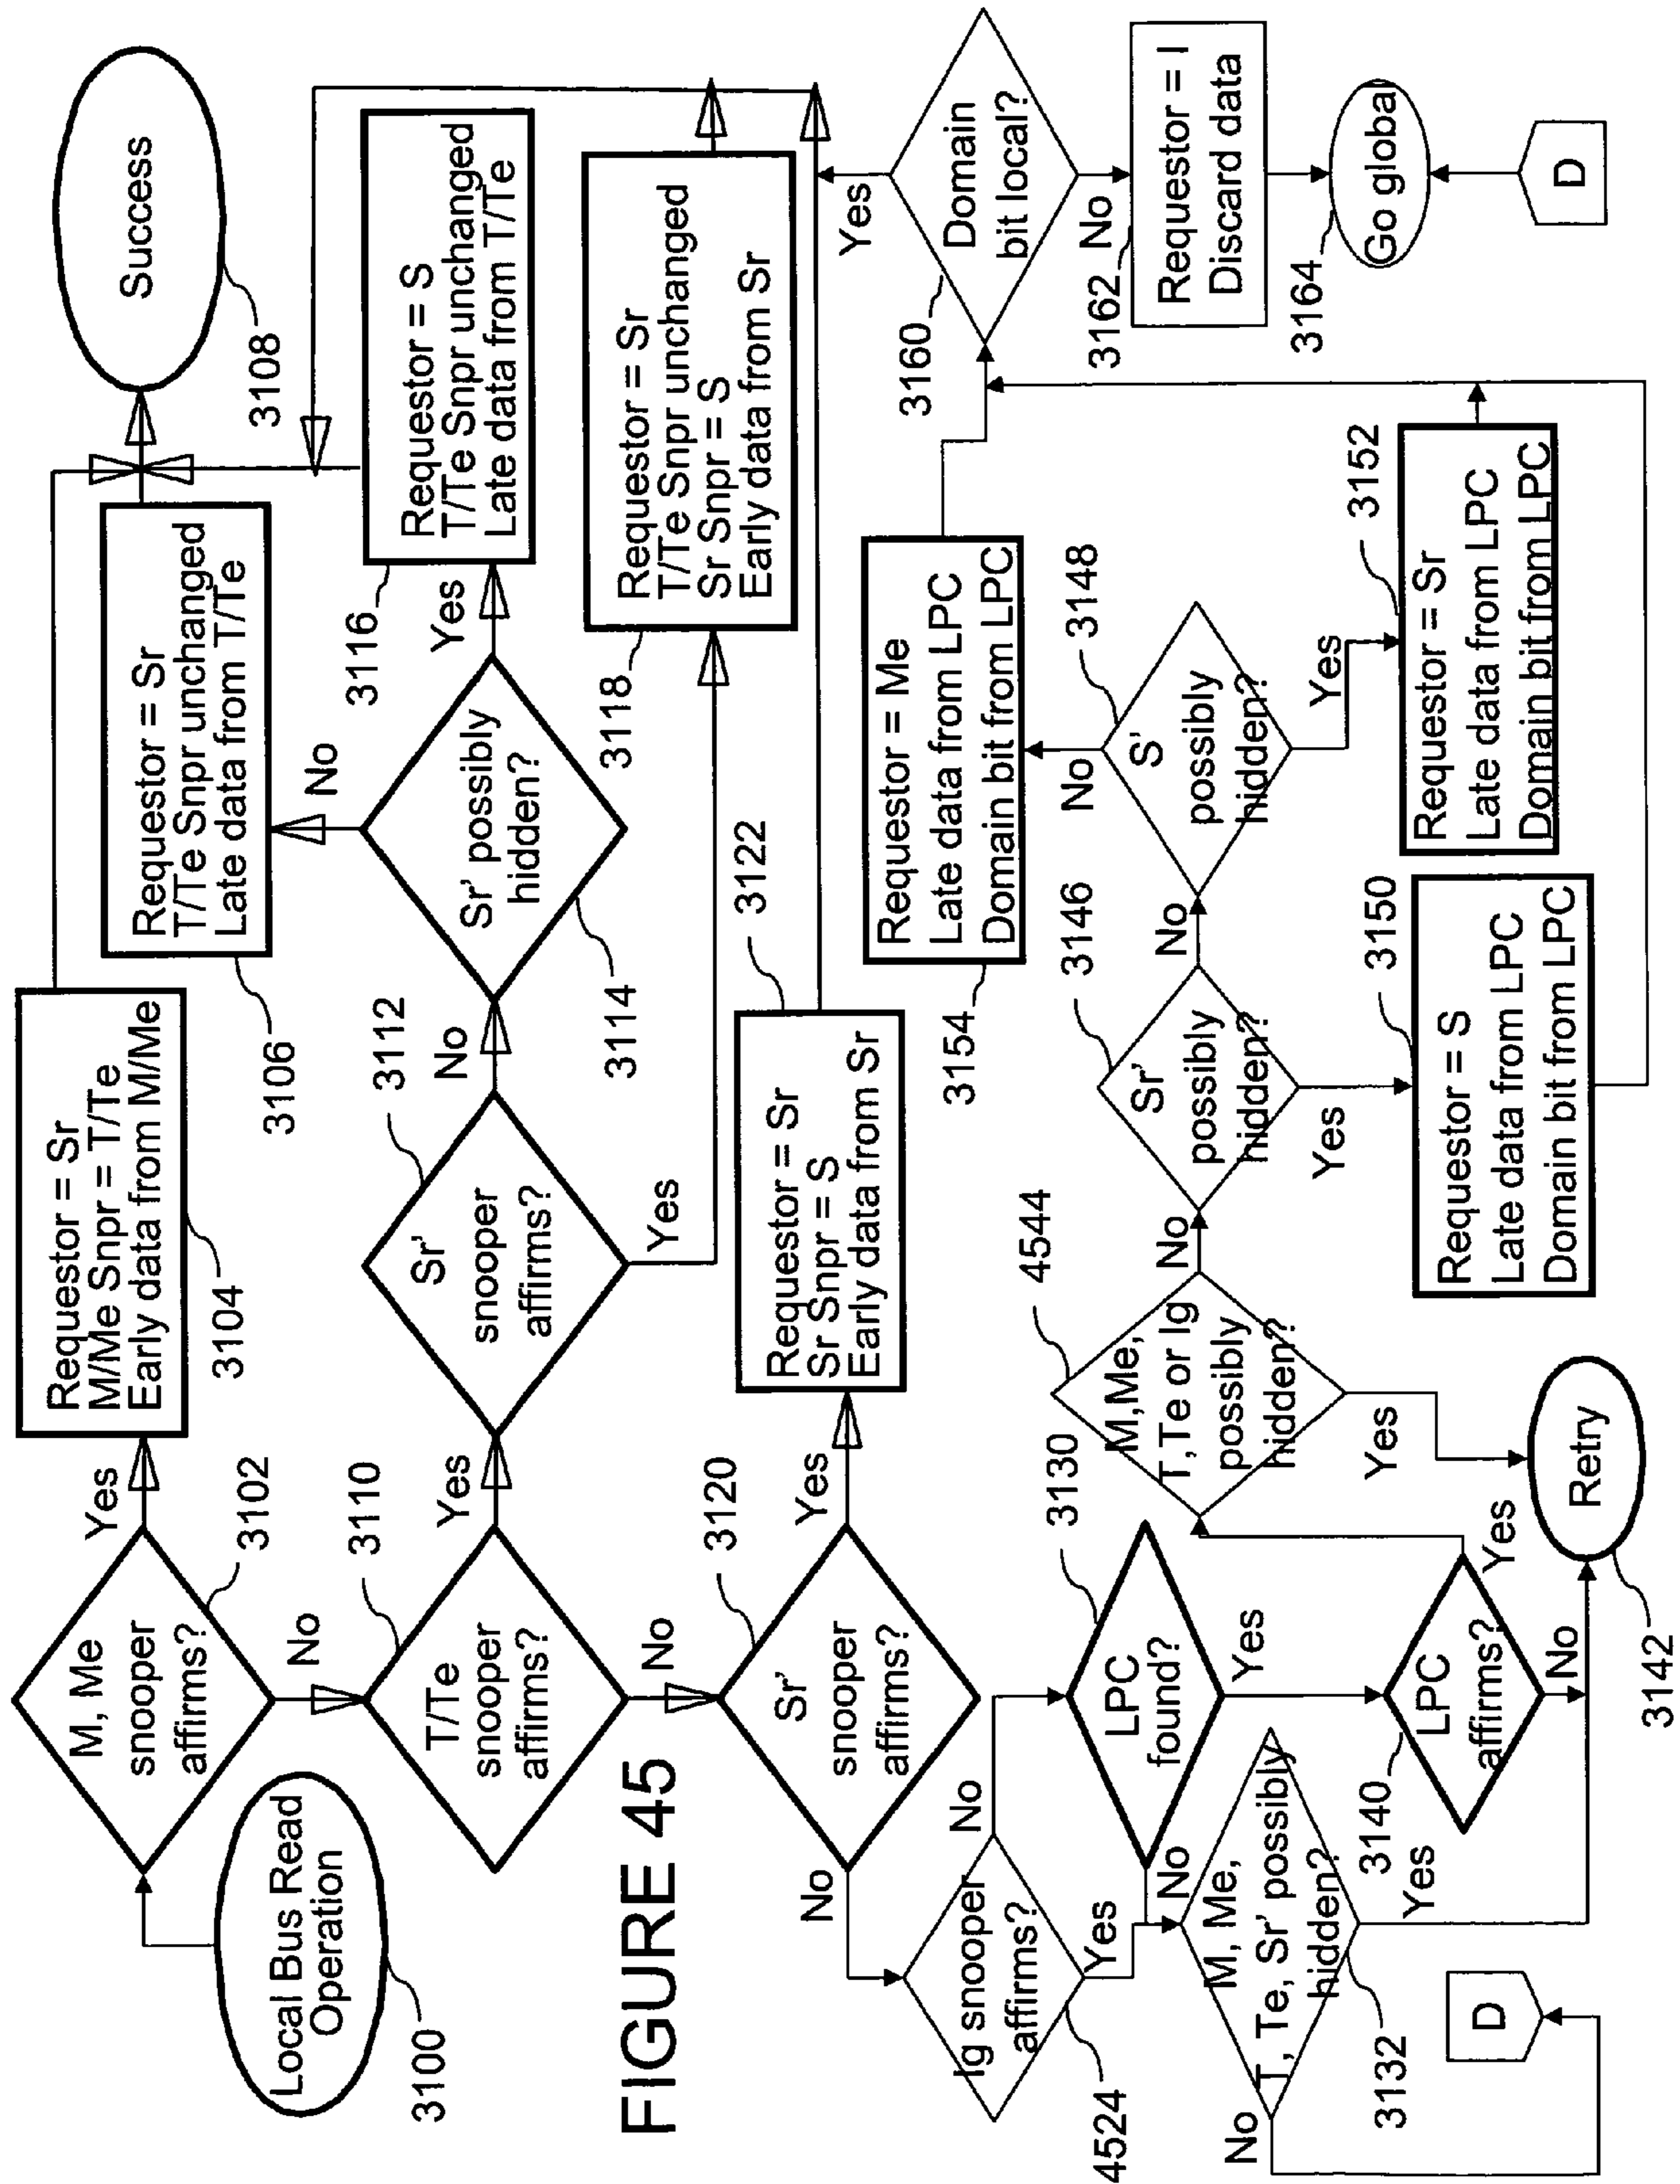 Local Bus Read
Operation
3100
M, Me
snooper
affirms?
3102
Yes
No
Requestor = Sr
M/Me Snpr = T/Te
Early data from M/Me
3104
Requestor = Sr
T/Te Snpr unchanged
Late data from T/Te
3106
Success
3108
T/Te
snooper
affirms?
3110
Yes
No
Sr'
snooper
affirms?
3112
No
Yes
Sr' possibly
hidden?
3114
No
Yes
Requestor = S
T/Te Snpr unchanged
Late data from T/Te
3116
Requestor = Sr
T/Te Snpr unchanged
Sr Snpr = S
Early data from Sr
3118
FIGURE 45
Sr'
snooper
affirms?
3120
Yes
No
Requestor = Sr
Sr Snpr = S
Early data from Sr
3122
Ig snooper
affirms?
4524
No
Yes
LPC
found?
3130
No
Yes
M, Me,
T, Te, Sr' possibly
hidden?
3132
No
Yes
D
LPC
affirms?
3140
Yes
No
Retry
3142
M,Me,
T,Te or Ig
possibly
hidden?
4544
No
Yes
Sr'
possibly
hidden?
3146
No
Yes
S'
possibly
hidden?
3148
No
Yes
Requestor = S
Late data from LPC
Domain bit from LPC
3150
Requestor = Sr
Late data from LPC
Domain bit from LPC
3152
Requestor = Me
Late data from LPC
Domain bit from LPC
3154
Domain
bit local?
3160
Yes
No
Requestor = I
Discard data
3162
Go global
3164
D